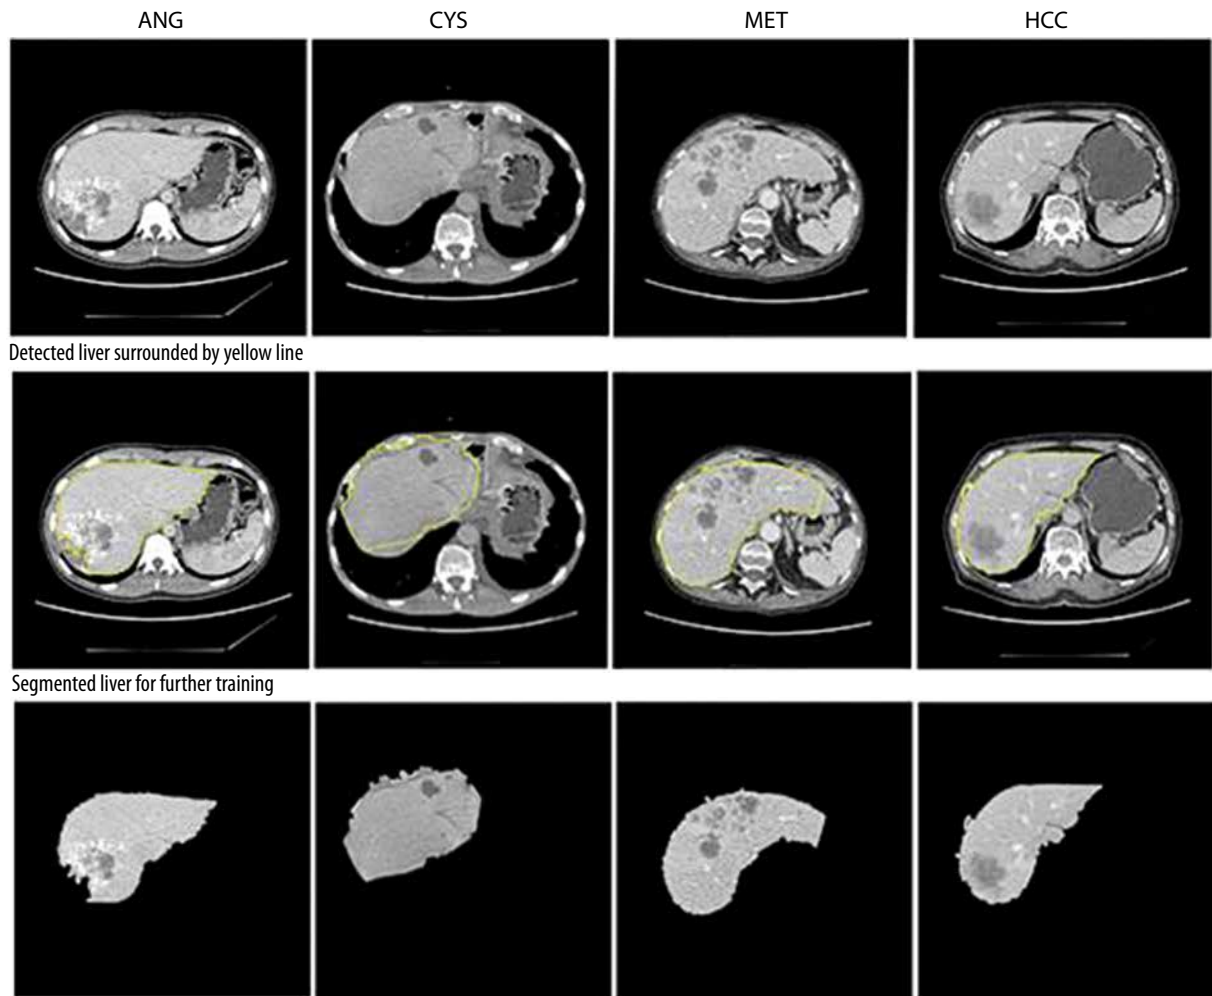 ANG CYS MET HCC
Detected liver surrounded by yellow line
Segmented liver for further training